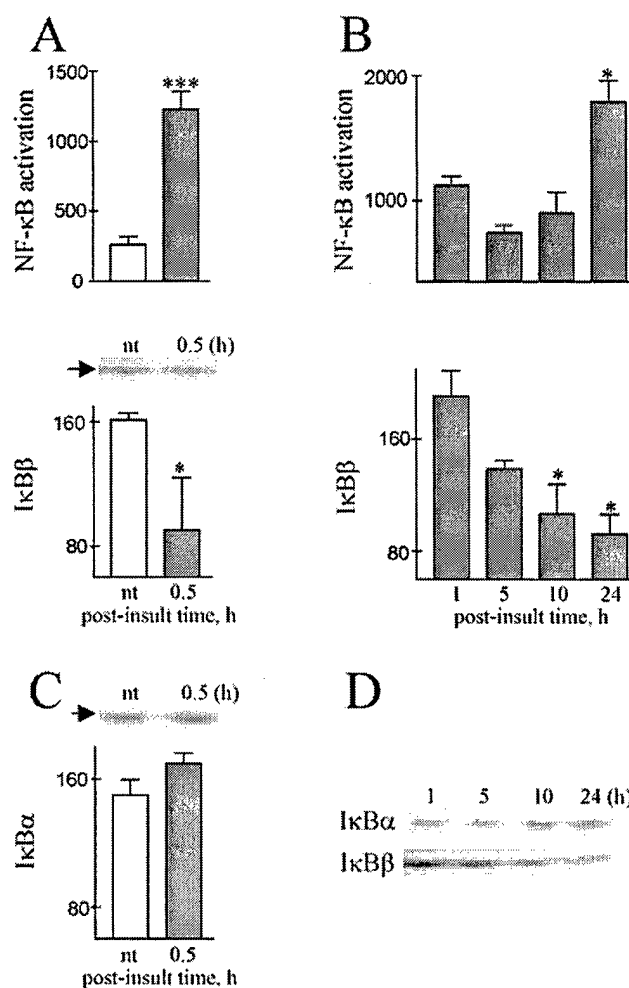 A
NF-κB activation
1500
1000
500
0
***
nt 0.5 (h)
IκBβ
160
80
*
nt 0.5
post-insult time, h
B
NF-κB activation
2000
1000
*
IκBβ
160
80
* *
1 5 10 24
post-insult time, h
C
nt 0.5 (h)
IκBα
160
80
nt 0.5
post-insult time, h
D
1 5 10 24 (h)
IκBα
IκBβ